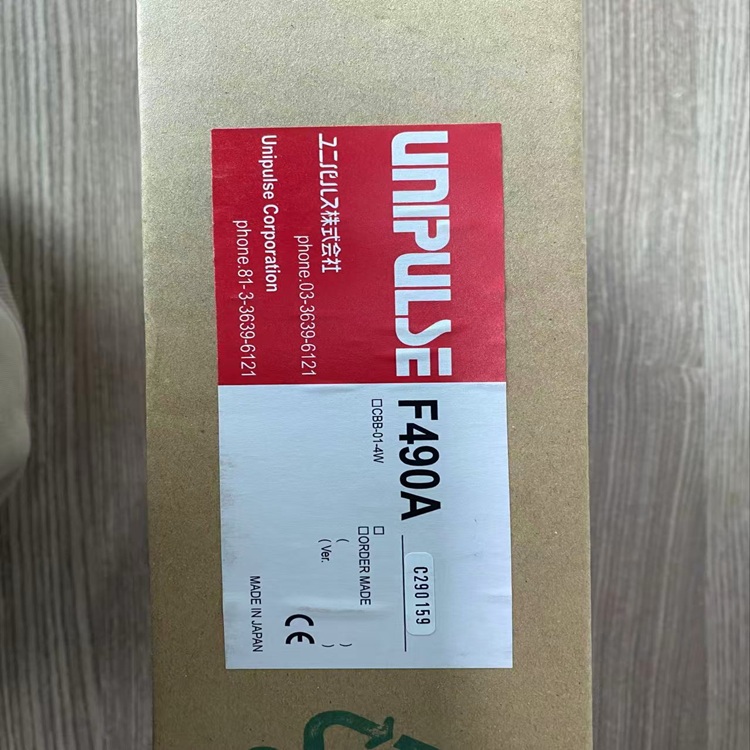 UNIPULSE
ユニパルス株式会社
phone.03-3639-6121
Unipulse Corporation
phone.81-3-3639-6121
F490A
C290159
□CBB-01-4W
□
□ORDER MADE
( )
(Ver. )
CE
MADE IN JAPAN